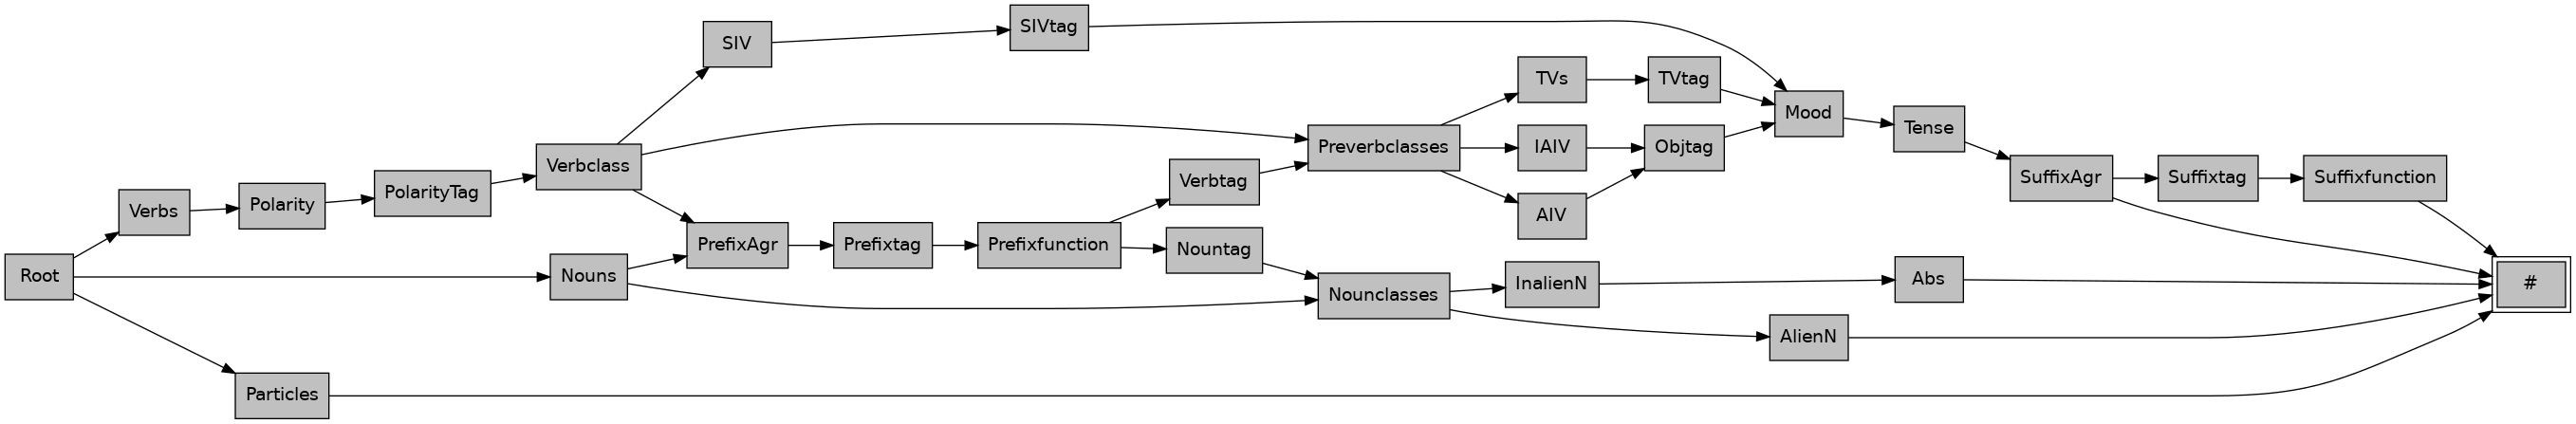 SIV
SIVtag
TVs
TVtag
Mood
Tense
Verbclass
Preverbclasses
IAIV
Objtag
Verbs
Polarity
PolarityTag
Verbtag
AIV
SuffixAgr
Suffixtag
Suffixfunction
PrefixAgr
Prefixtag
Prefixfunction
Nountag
Root
Nouns
Nounclasses
InalienN
Abs
#
AlienN
Particles